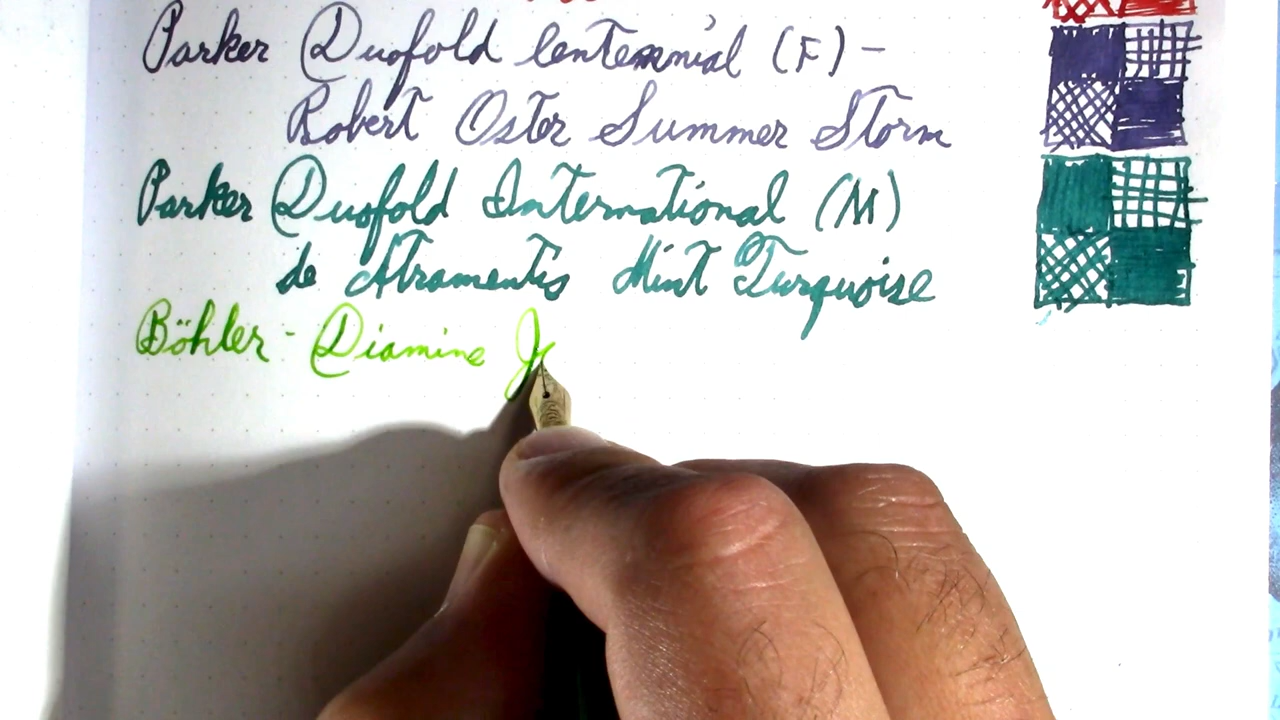 Parker Duofold Centennial (F) -
Robert Oster Summer Storm
Parker Duofold International (M)
de Atramentis Mint Turquoise
Böhler - Diamine